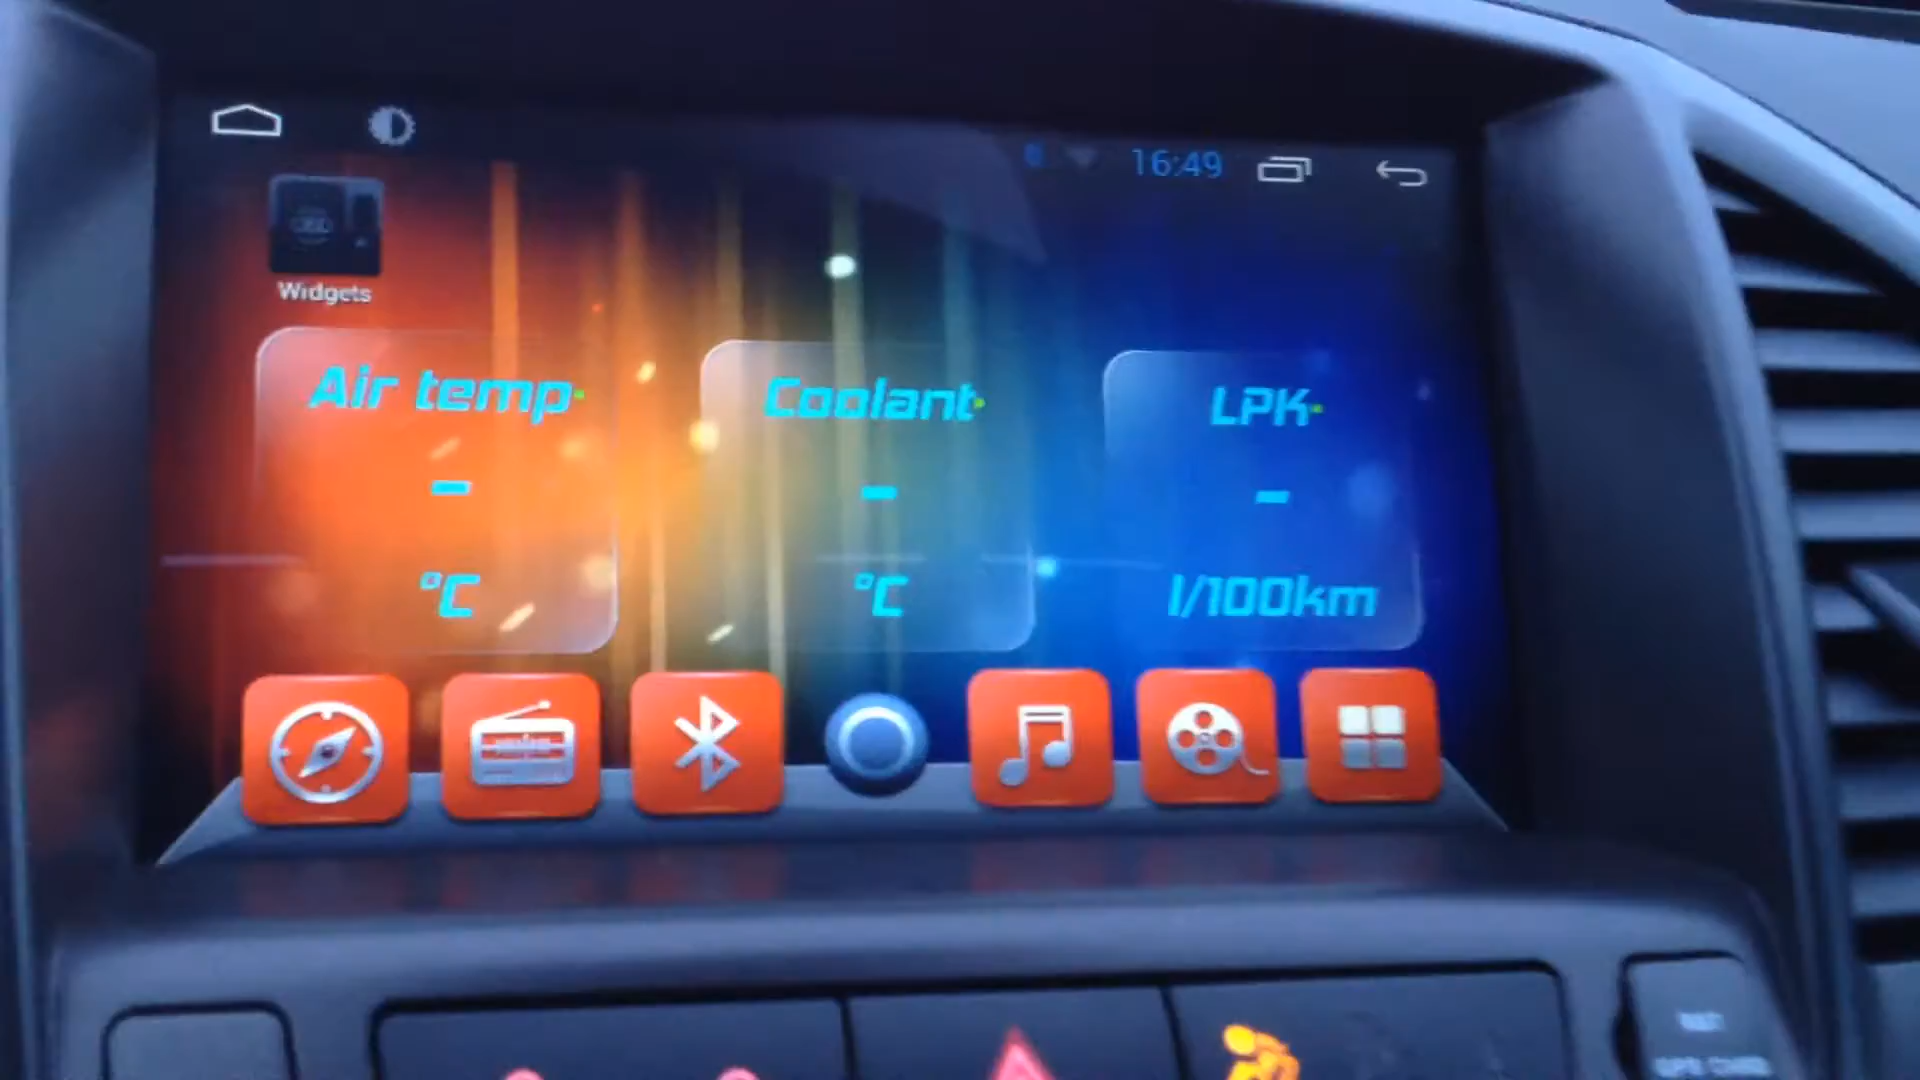 16:49
Widgets
Air temp
Coolant
LPK
-
-
-
°C
°C
l/100km